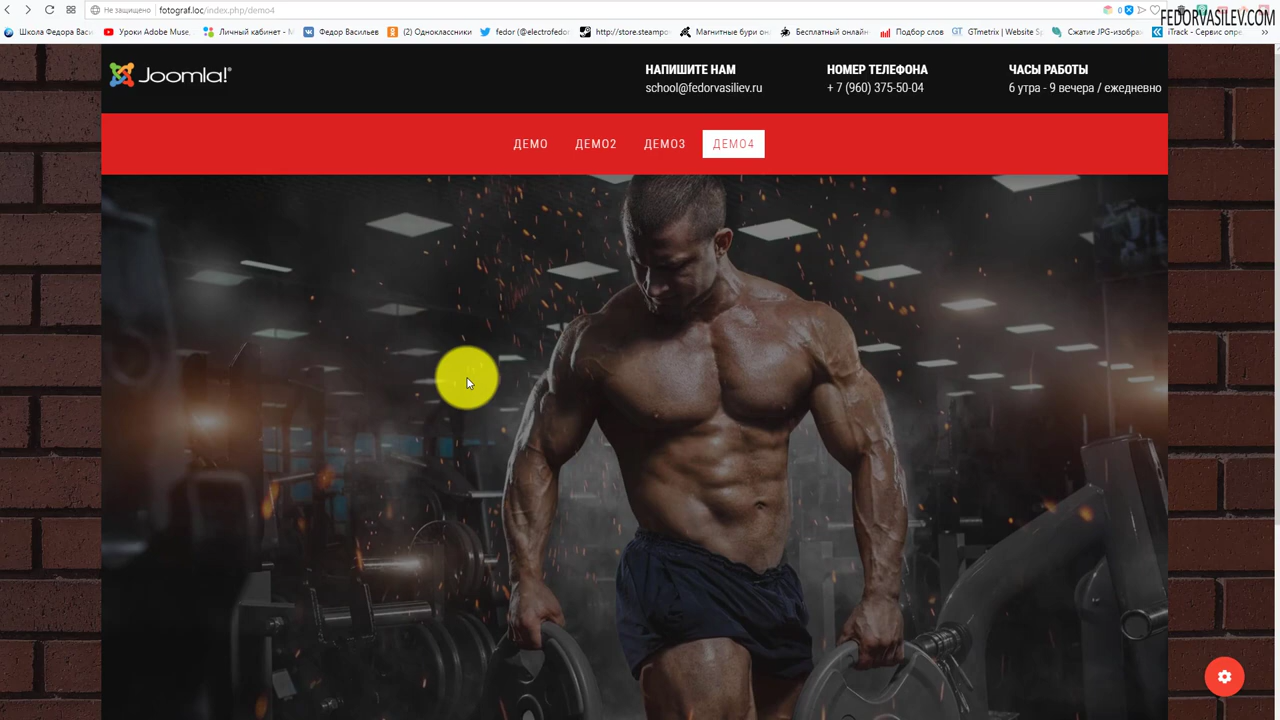 Не защищено fotograf.loc/index.php/demo4 0
FEDORVASILEV.COM
Школа Федора Васи Уроки Adobe Muse, Личный кабинет - М Федор Васильев (2) Одноклассники fedor (@electrofedor http://store.steampo Магнитные бури он Бесплатный онлайн Подбор слов GTmetrix | Website Sp Сжатие JPG-изобра nTrack - Сервис опре »
Joomla!®
НАПИШИТЕ НАМ НОМЕР ТЕЛЕФОНА ЧАСЫ РАБОТЫ
school@fedorvasiliev.ru + 7 (960) 375-50-04 6 утра - 9 вечера / ежедневно
ДЕМО ДЕМО2 ДЕМО3 ДЕМО4